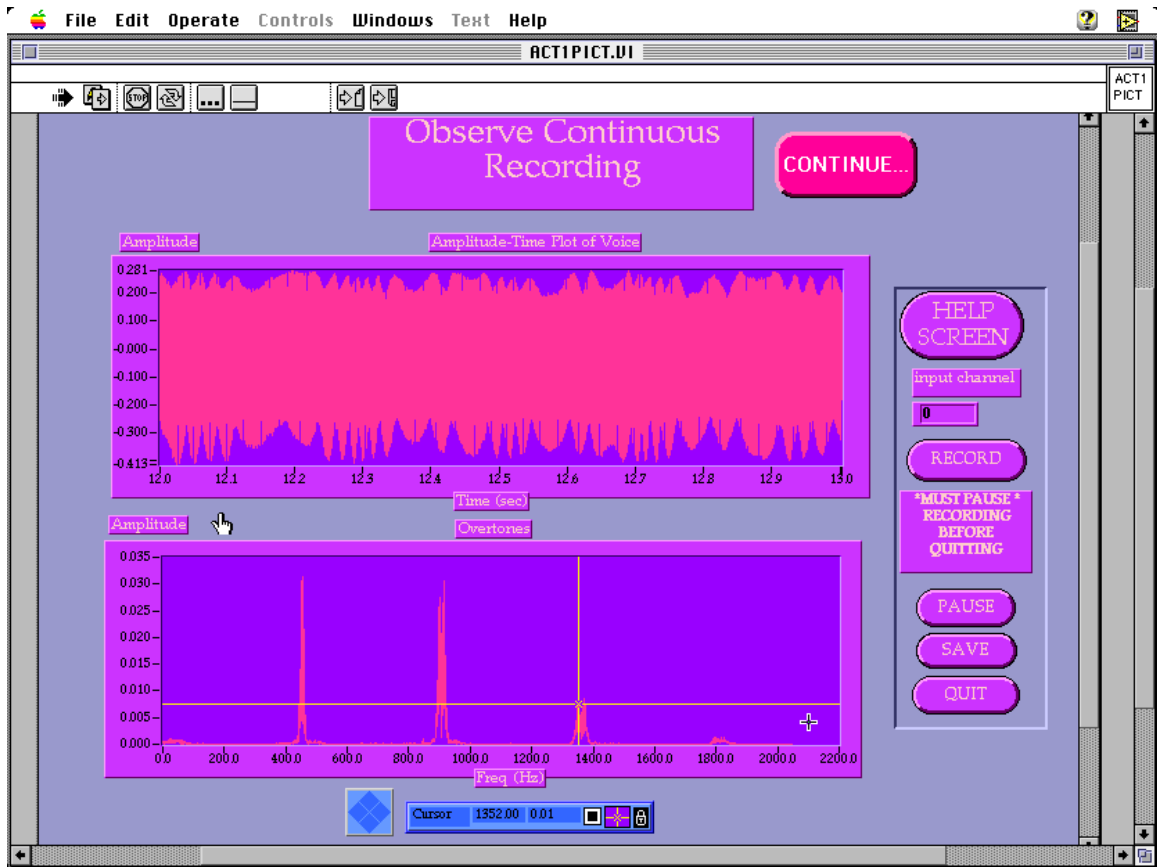 File Edit Operate Controls Windows Text Help
ACT1PICT.VI
STOP
ACT1
PICT
Observe Continuous
Recording
CONTINUE...
Amplitude
Amplitude-Time Plot of Voice
0.281
0.200
0.100
-0.000
-0.100
-0.200
-0.300
-0.413
12.0 12.1 12.2 12.3 12.4 12.5 12.6 12.7 12.8 12.9 13.0
Time (sec)
HELP
SCREEN
input channel
0
RECORD
*MUST PAUSE *
RECORDING
BEFORE
QUITTING
PAUSE
SAVE
QUIT
Amplitude
Overtones
0.035
0.030
0.025
0.020
0.015
0.010
0.005
0.000
0.0 200.0 400.0 600.0 800.0 1000.0 1200.0 1400.0 1600.0 1800.0 2000.0 2200.0
Freq (Hz)
Cursor 1352.00 0.01